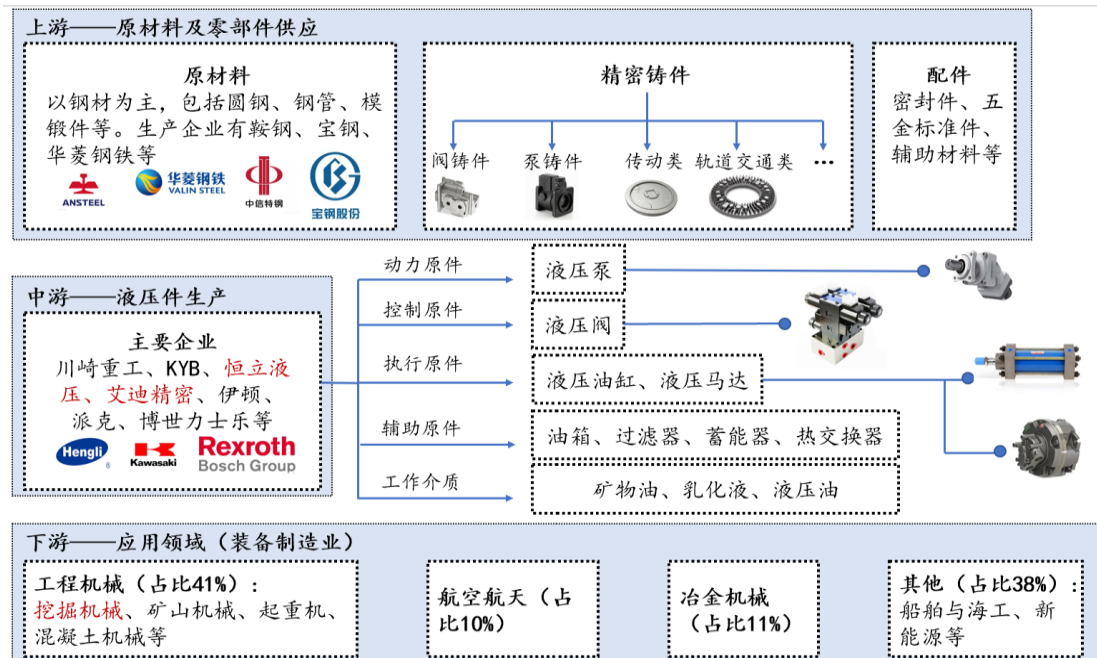 上游——原材料及零部件供应
原材料
以钢材为主，包括圆钢、钢管、模
锻件等。生产企业有鞍钢、宝钢、
华菱钢铁等
ANSTEEL
华菱钢铁
VALIN STEEL
中信特钢
宝钢股份
精密铸件
阀铸件
泵铸件
传动类
轨道交通类
...
配件
密封件、五
金标准件、
辅助材料等
中游——液压件生产
主要企业
川崎重工、KYB、恒立液
压、艾迪精密、伊顿、
派克、博世力士乐等
Hengli
®
Kawasaki
Rexroth
Bosch Group
动力原件
液压泵
控制原件
液压阀
执行原件
液压油缸、液压马达
辅助原件
油箱、过滤器、蓄能器、热交换器
工作介质
矿物油、乳化液、液压油
下游——应用领域（装备制造业）
工程机械（占比41%）：
挖掘机械、矿山机械、起重机、
混凝土机械等
航空航天（占
比10%）
冶金机械
（占比11%）
其他（占比38%）：
船舶与海工、新
能源等